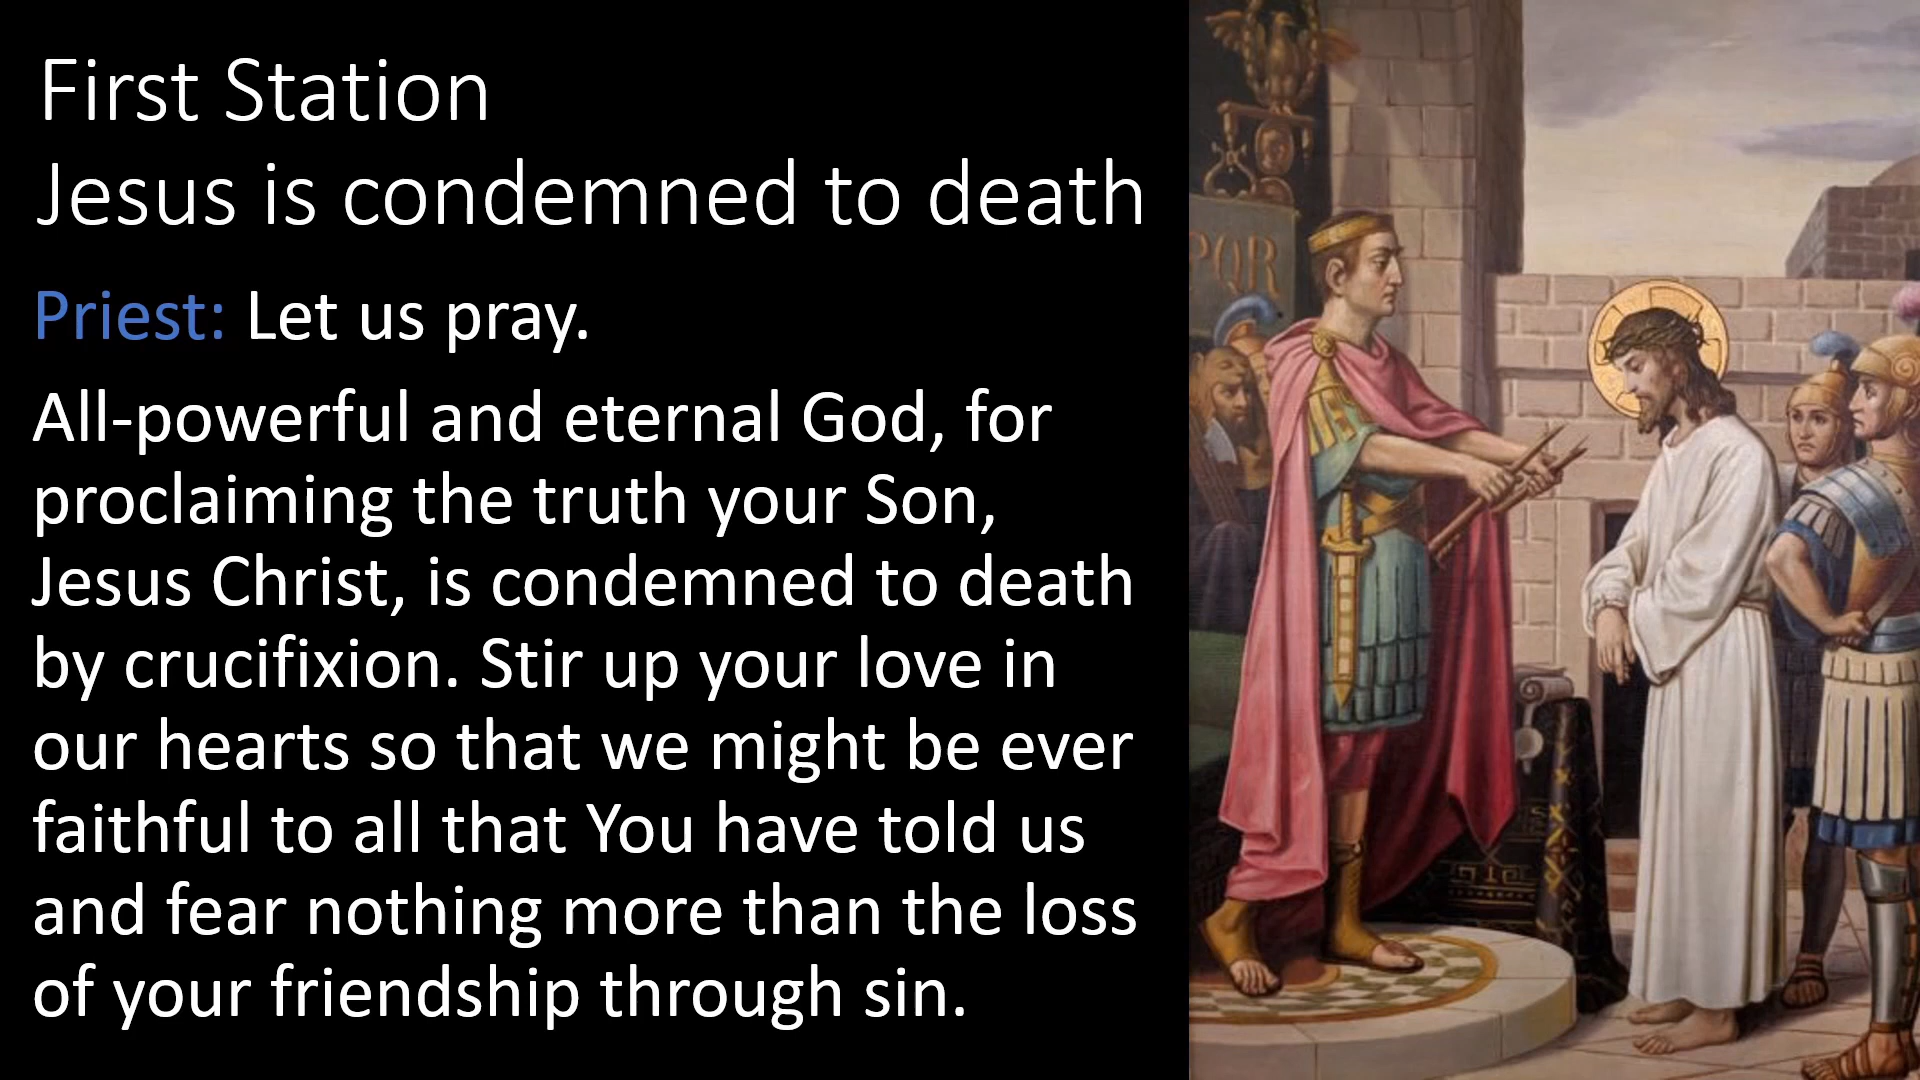 First Station
Jesus is condemned to death
Priest: Let us pray.
All-powerful and eternal God, for
proclaiming the truth your Son,
Jesus Christ, is condemned to death
by crucifixion. Stir up your love in
our hearts so that we might be ever
faithful to all that You have told us
and fear nothing more than the loss
of your friendship through sin.
PQR